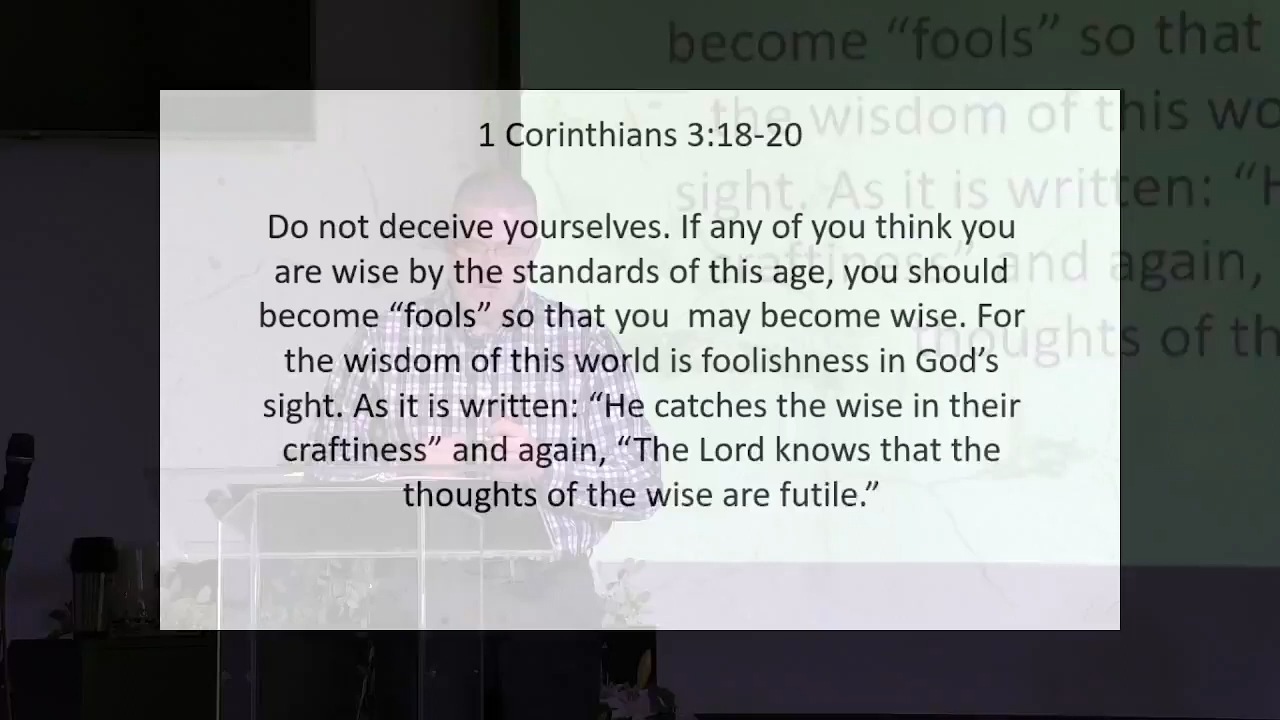 1 Corinthians 3:18-20
Do not deceive yourselves. If any of you think you
are wise by the standards of this age, you should
become “fools” so that you  may become wise. For
the wisdom of this world is foolishness in God’s
sight. As it is written: “He catches the wise in their
craftiness” and again, “The Lord knows that the
thoughts of the wise are futile.”
become “fools” so that
the wisdom of this wo
sight. As it is written: “H
craftiness” and again,
thoughts of th